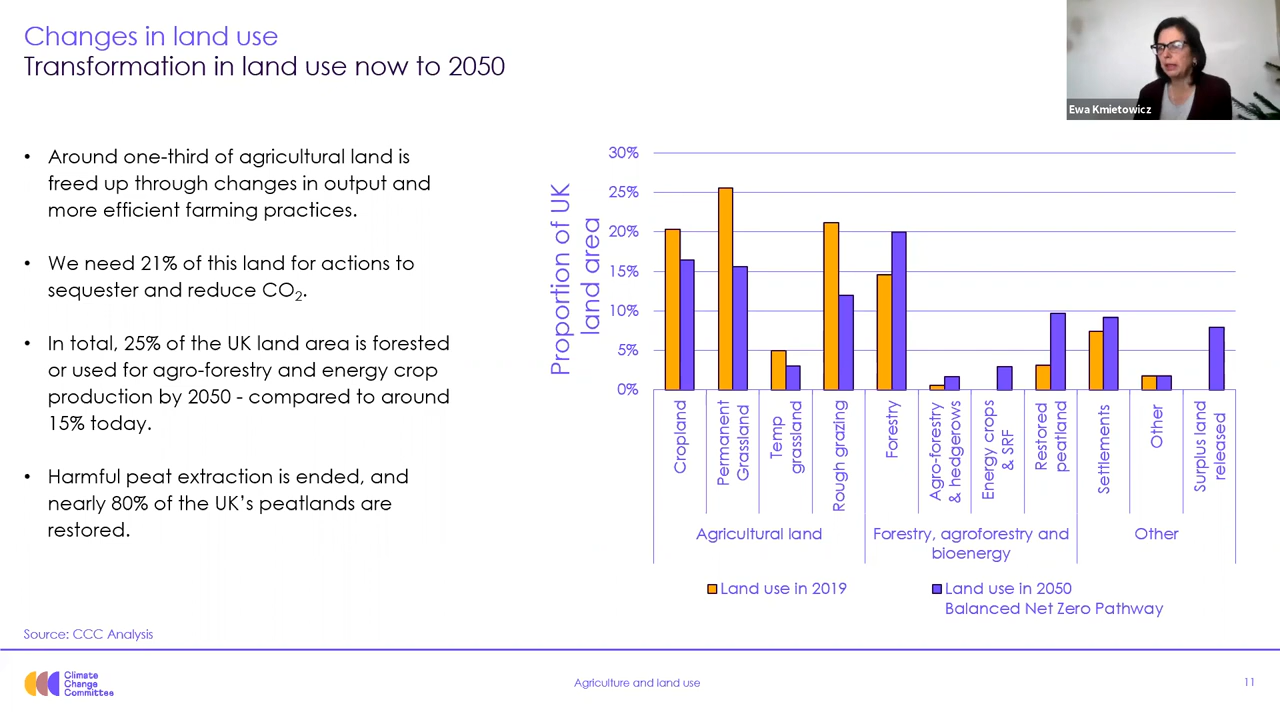 Changes in land use
Transformation in land use now to 2050
Ewa Kmietowicz
• Around one-third of agricultural land is
freed up through changes in output and
more efficient farming practices.
• We need 21% of this land for actions to
sequester and reduce CO2.
• In total, 25% of the UK land area is forested
or used for agro-forestry and energy crop
production by 2050 - compared to around
15% today.
• Harmful peat extraction is ended, and
nearly 80% of the UK's peatlands are
restored.
Proportion of UK
land area
30%
25%
20%
15%
10%
5%
0%
Cropland
Permanent
Grassland
Temp
grassland
Rough grazing
Forestry
Agro-forestry
& hedgerows
Energy crops
& SRF
Restored
peatland
Settlements
Other
Surplus land
released
Agricultural land
Forestry, agroforestry and
bioenergy
Other
Land use in 2019
Land use in 2050
Balanced Net Zero Pathway
Source: CCC Analysis
Climate
Change
Committee
Agriculture and land use
11